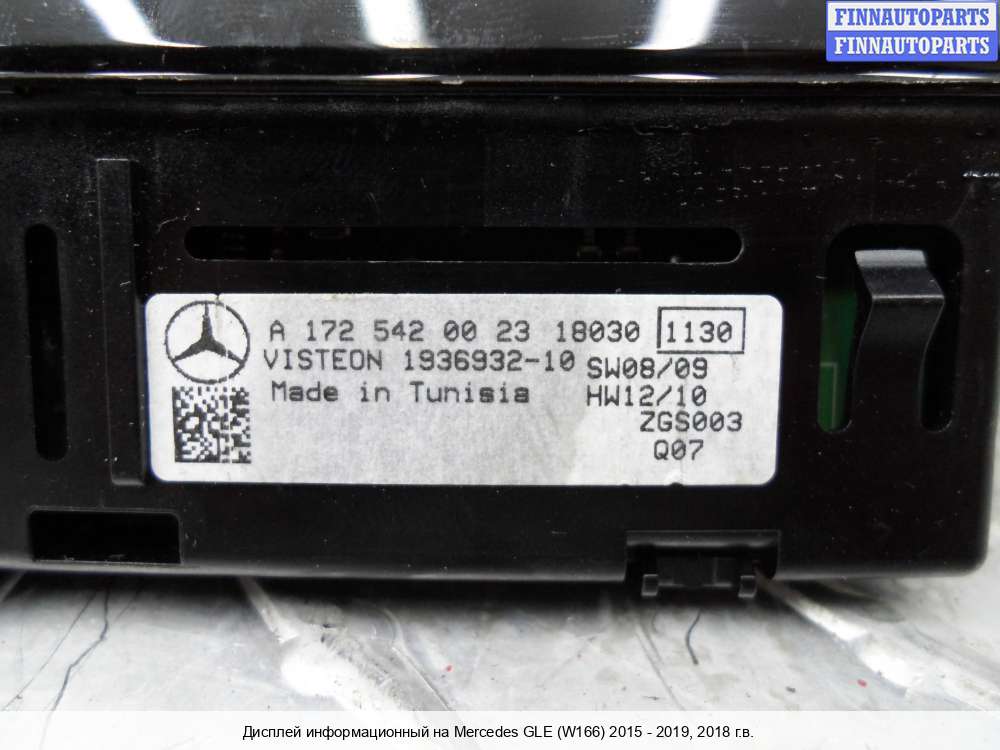 FINNAUTOPARTS
FINNAUTOPARTS
A 172 542 00 23 18030 1130
VISTEON 1936932-10 SW08/09
Made in Tunisia HW12/10
ZGS003
Q07
Дисплей информационный на Mercedes GLE (W166) 2015 - 2019, 2018 г.в.